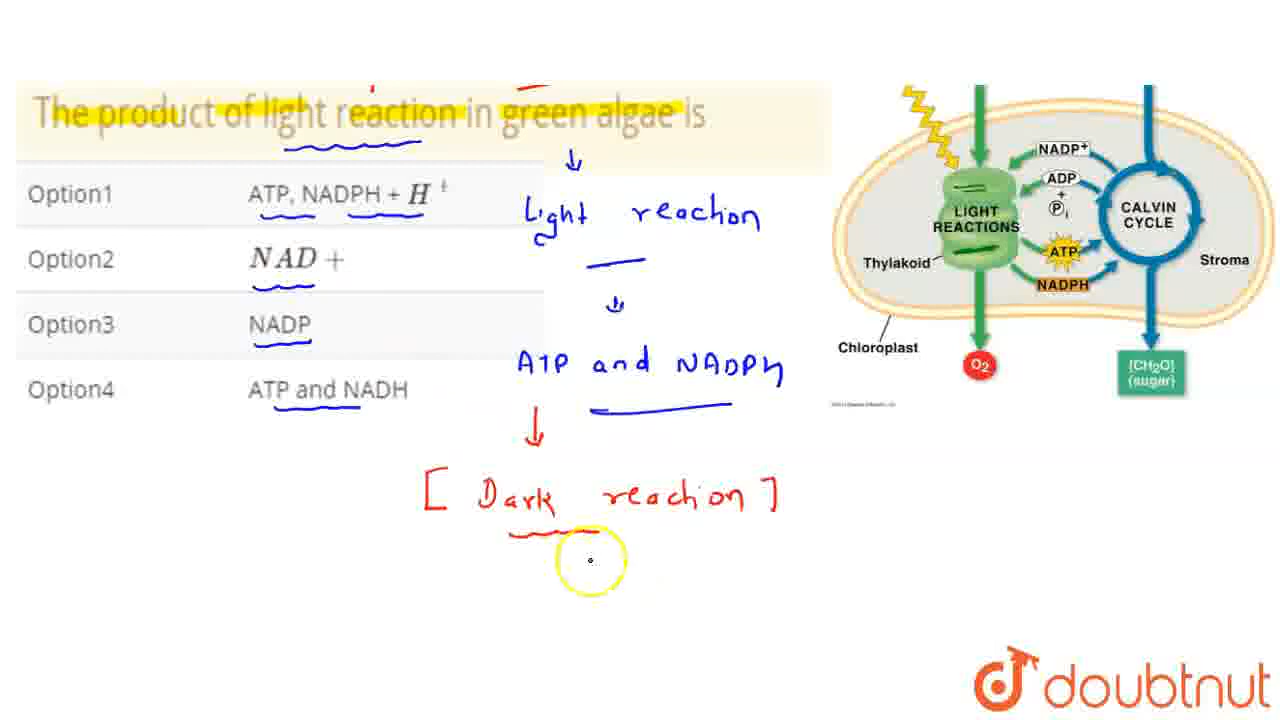 The product of light reaction in green algae is
Option1 ATP, NADPH + H⁺
Option2 NAD +
Option3 NADP
Option4 ATP and NADH
Light reaction
ATP and NADPH
[ Dark reaction ]
NADP⁺
ADP
+
Pᵢ
LIGHT
REACTIONS
CALVIN
CYCLE
ATP
Thylakoid
Stroma
NADPH
Chloroplast
O₂
[CH₂O]
(sugar)
doubtnut